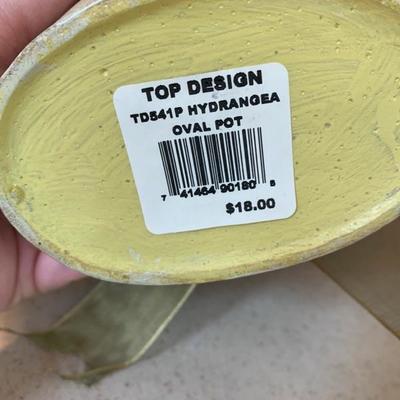 TOP DESIGN
TD541P HYDRANGEA
OVAL POT
7 41464 90180 8
$18.00